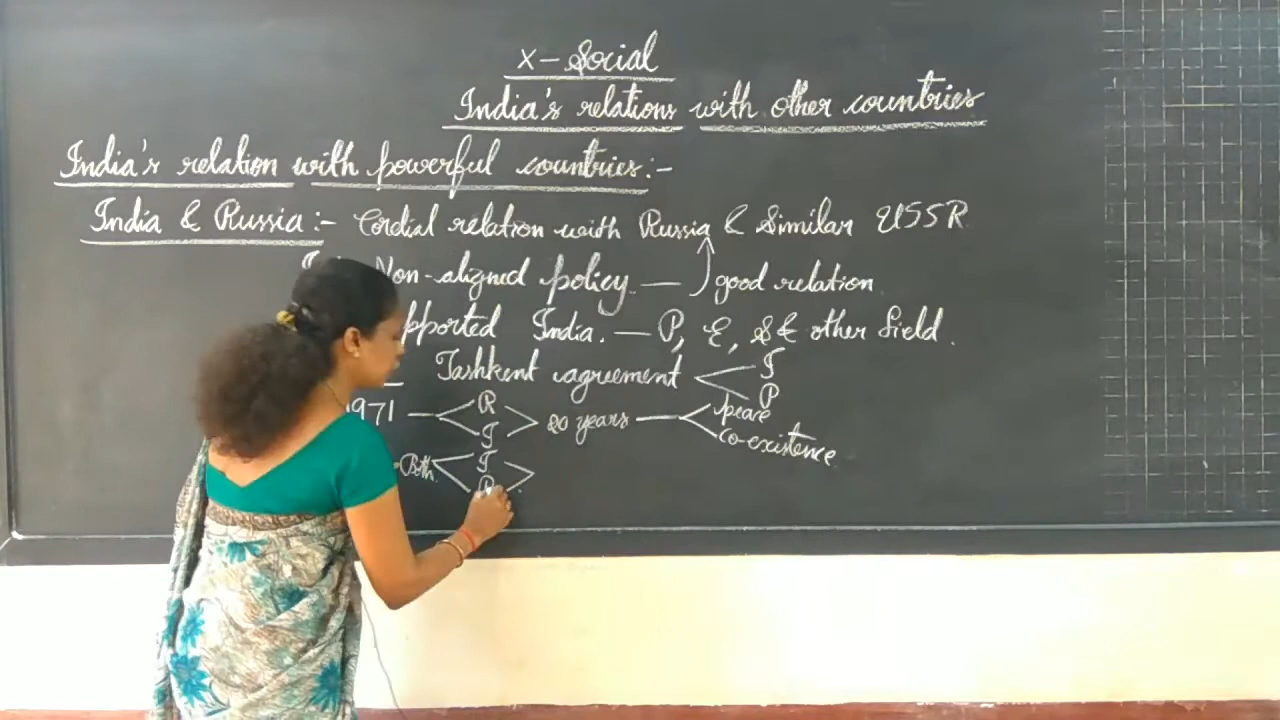 X - Social
India's relations with other countries
India's relation with powerful countries:-
India & Russia :- Cordial relation with Russia & Similar USSR
Non-aligned policy — good relation
pported India. — P, E, S & other field.
— Tashkent agreement I
P
1971 — R
I 20 years — peace
co-existence
Both I
R